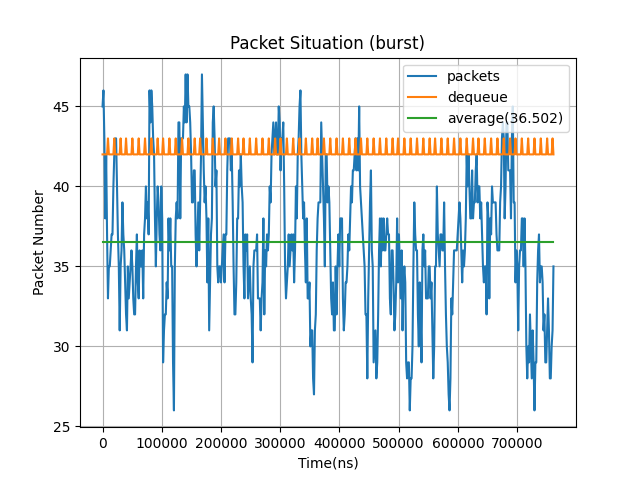 Packet Situation (burst)
packets
dequeue
average(36.502)
45
40
35
30
25
Packet Number
0 100000 200000 300000 400000 500000 600000 700000
Time(ns)